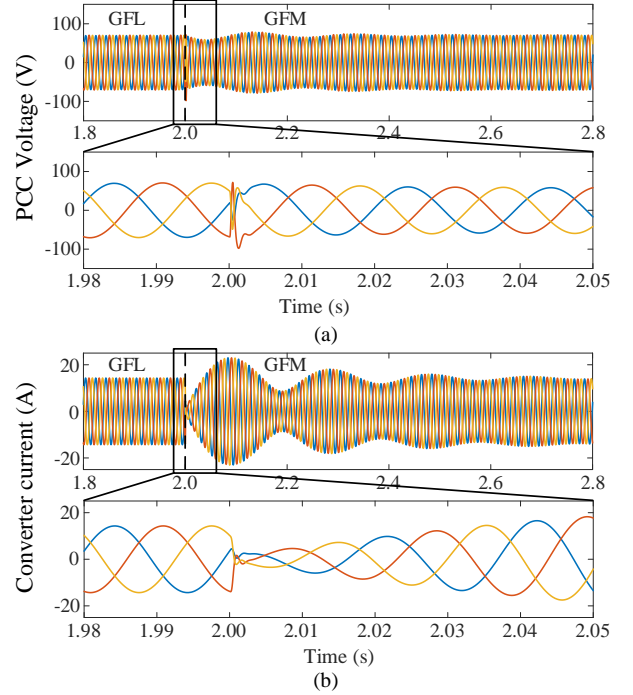 GFL GFM
100
0
-100
1.8 2.0 2.2 2.4 2.6 2.8
PCC Voltage (V)
100
0
-100
1.98 1.99 2.00 2.01 2.02 2.03 2.04 2.05
Time (s)
(a)
GFL GFM
20
0
-20
1.8 2.0 2.2 2.4 2.6 2.8
Converter current (A)
20
0
-20
1.98 1.99 2.00 2.01 2.02 2.03 2.04 2.05
Time (s)
(b)